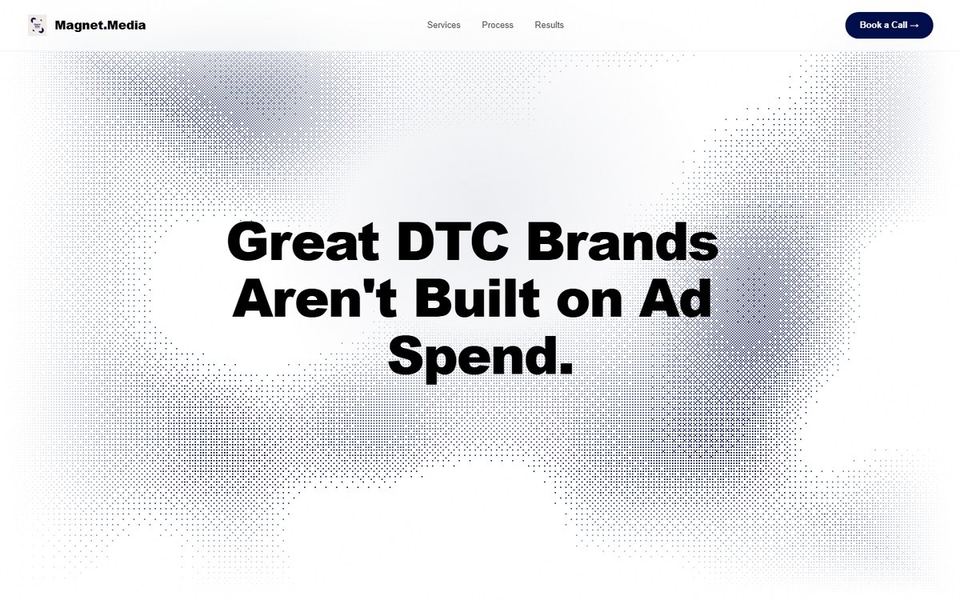 Magnet.Media
Services
Process
Results
Book a Call →
Great DTC Brands
Aren't Built on Ad
Spend.